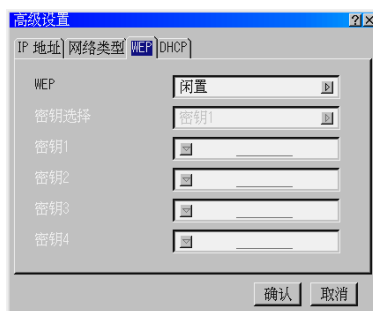 高级设置 ? ×
IP 地址 网络类型 WEP DHCP
WEP 闲置
密钥选择 密钥1
密钥1
密钥2
密钥3
密钥4
确认 取消